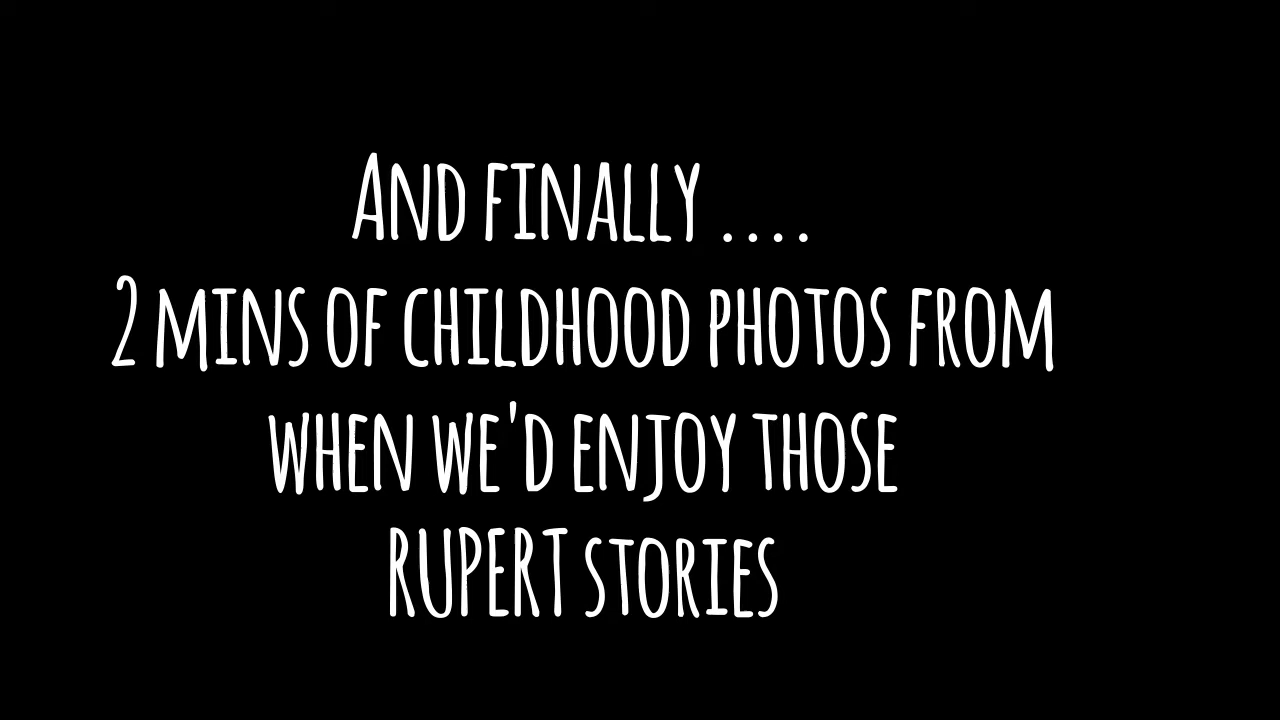 And finally ....
2 mins of childhood photos from
when we'd enjoy those
RUPERT stories